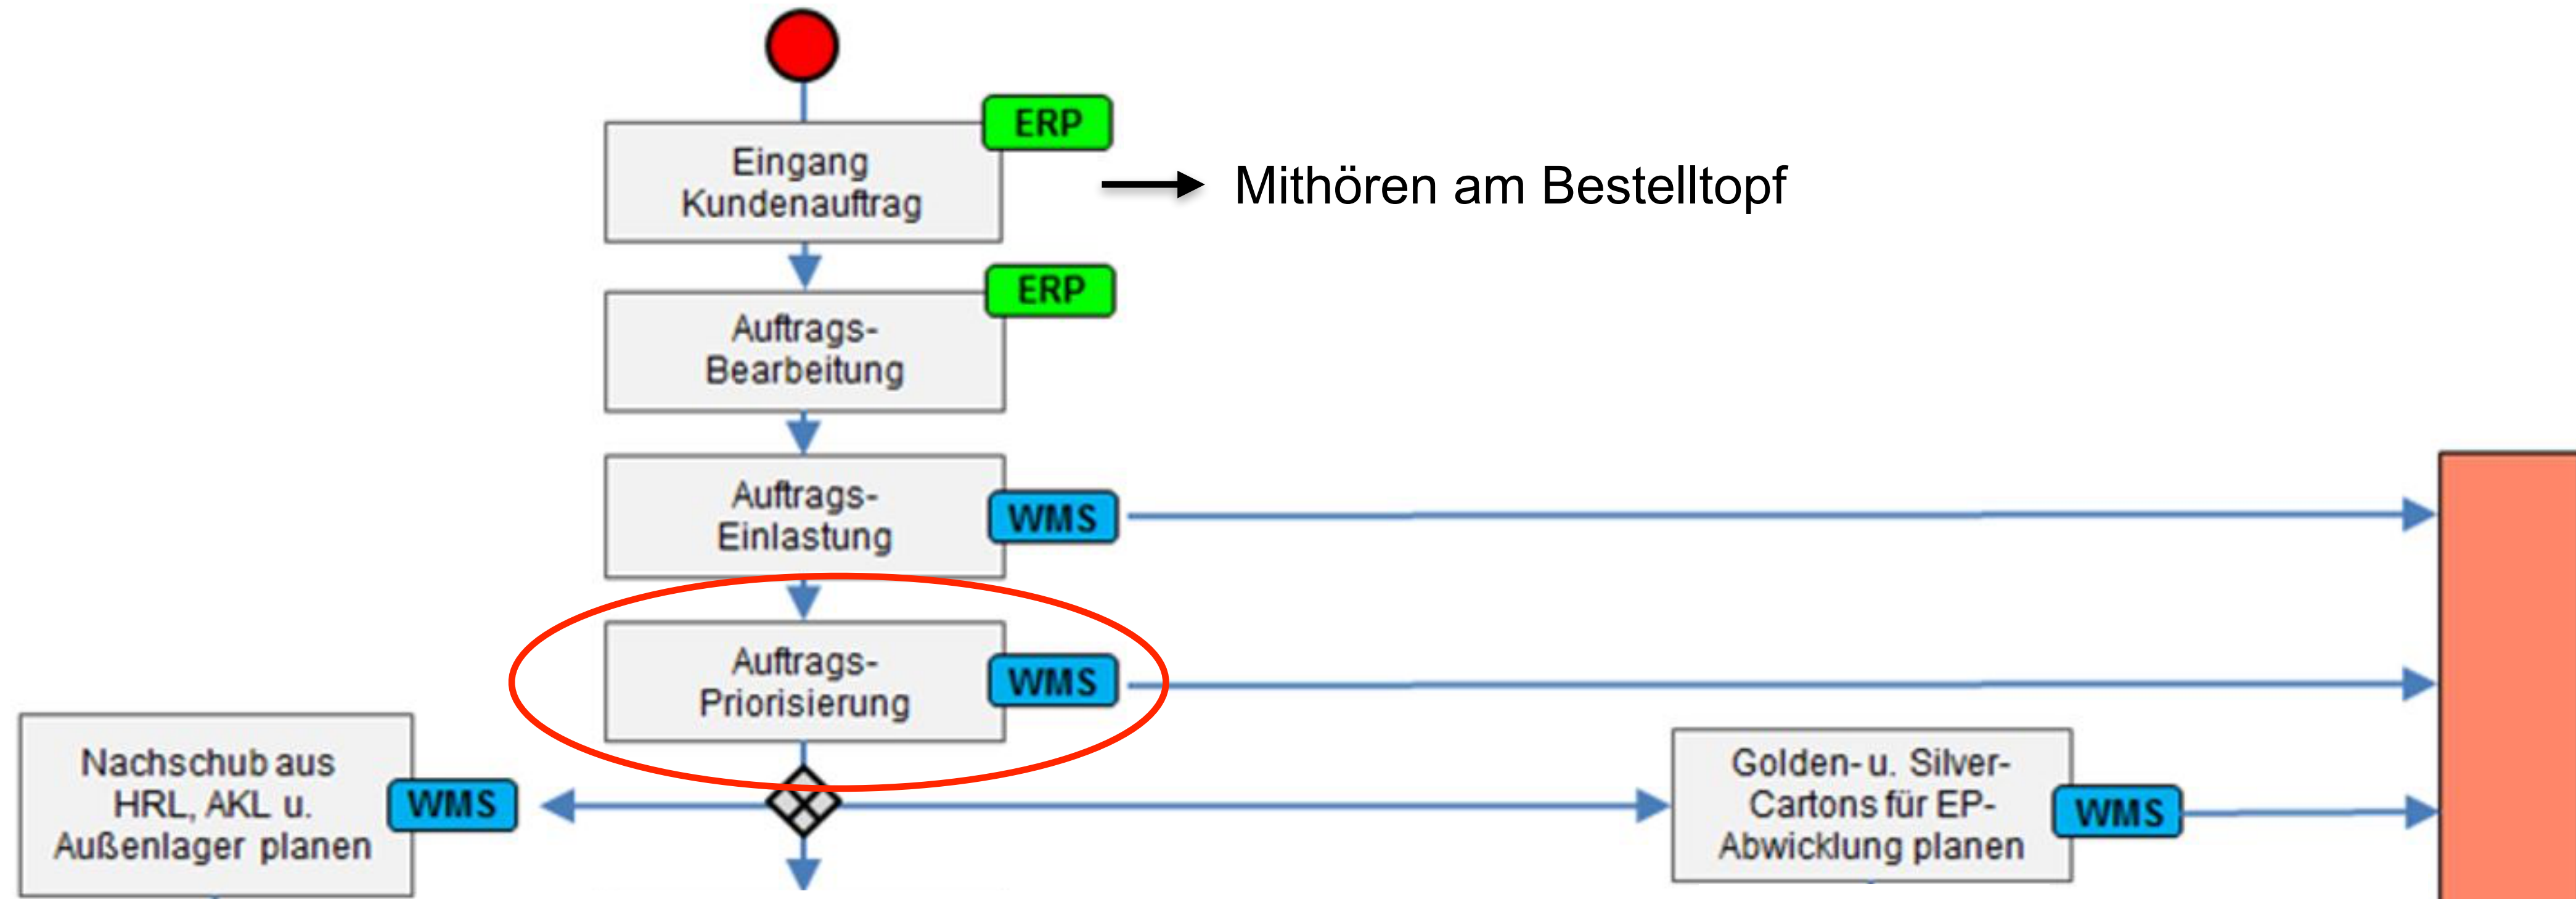 ERP
Eingang
Kundenauftrag
Mithören am Bestelltopf
ERP
Auftrags-
Bearbeitung
Auftrags-
Einlastung
WMS
Auftrags-
Priorisierung
WMS
Nachschub aus
HRL, AKL u.
Außenlager planen
WMS
Golden- u. Silver-
Cartons für EP-
Abwicklung planen
WMS